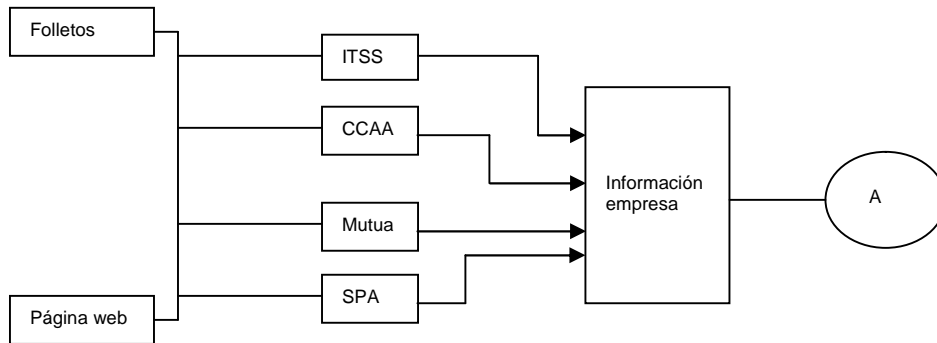 Folletos
ITSS
CCAA
Información
empresa
A
Mutua
SPA
Página web